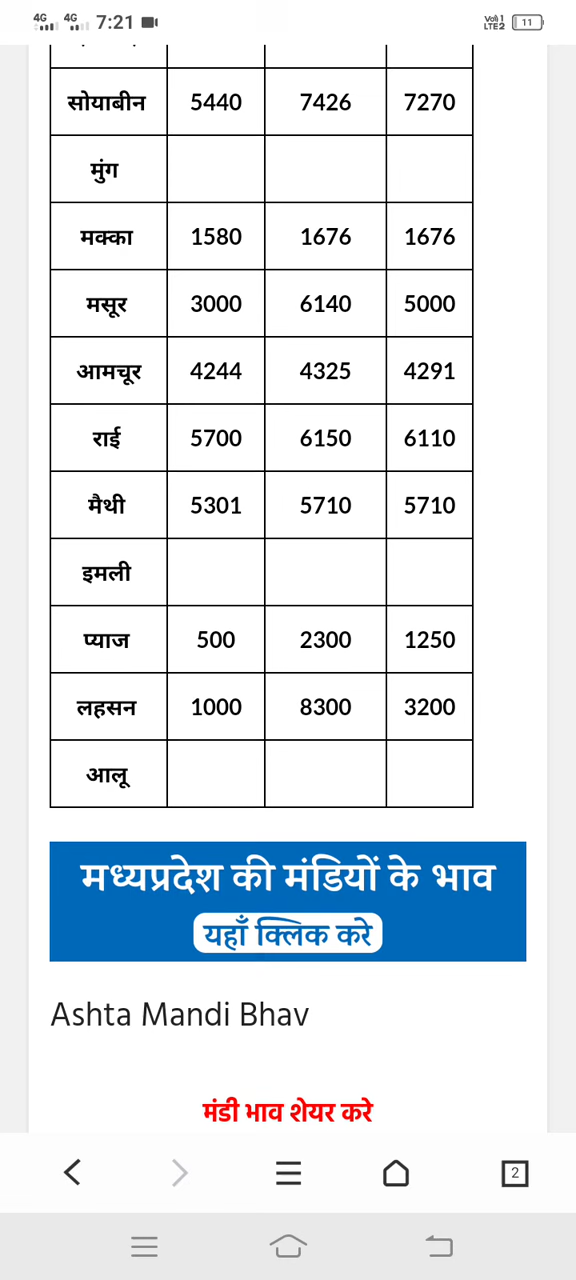 4G 4G 7:21 VoLTE1 LTE2 11
सोयाबीन 5440 7426 7270
मुंग
मक्का 1580 1676 1676
मसूर 3000 6140 5000
आमचूर 4244 4325 4291
राई 5700 6150 6110
मैथी 5301 5710 5710
इमली
प्याज 500 2300 1250
लहसन 1000 8300 3200
आलू
मध्यप्रदेश की मंडियों के भाव
यहाँ क्लिक करे
Ashta Mandi Bhav
मंडी भाव शेयर करे
2